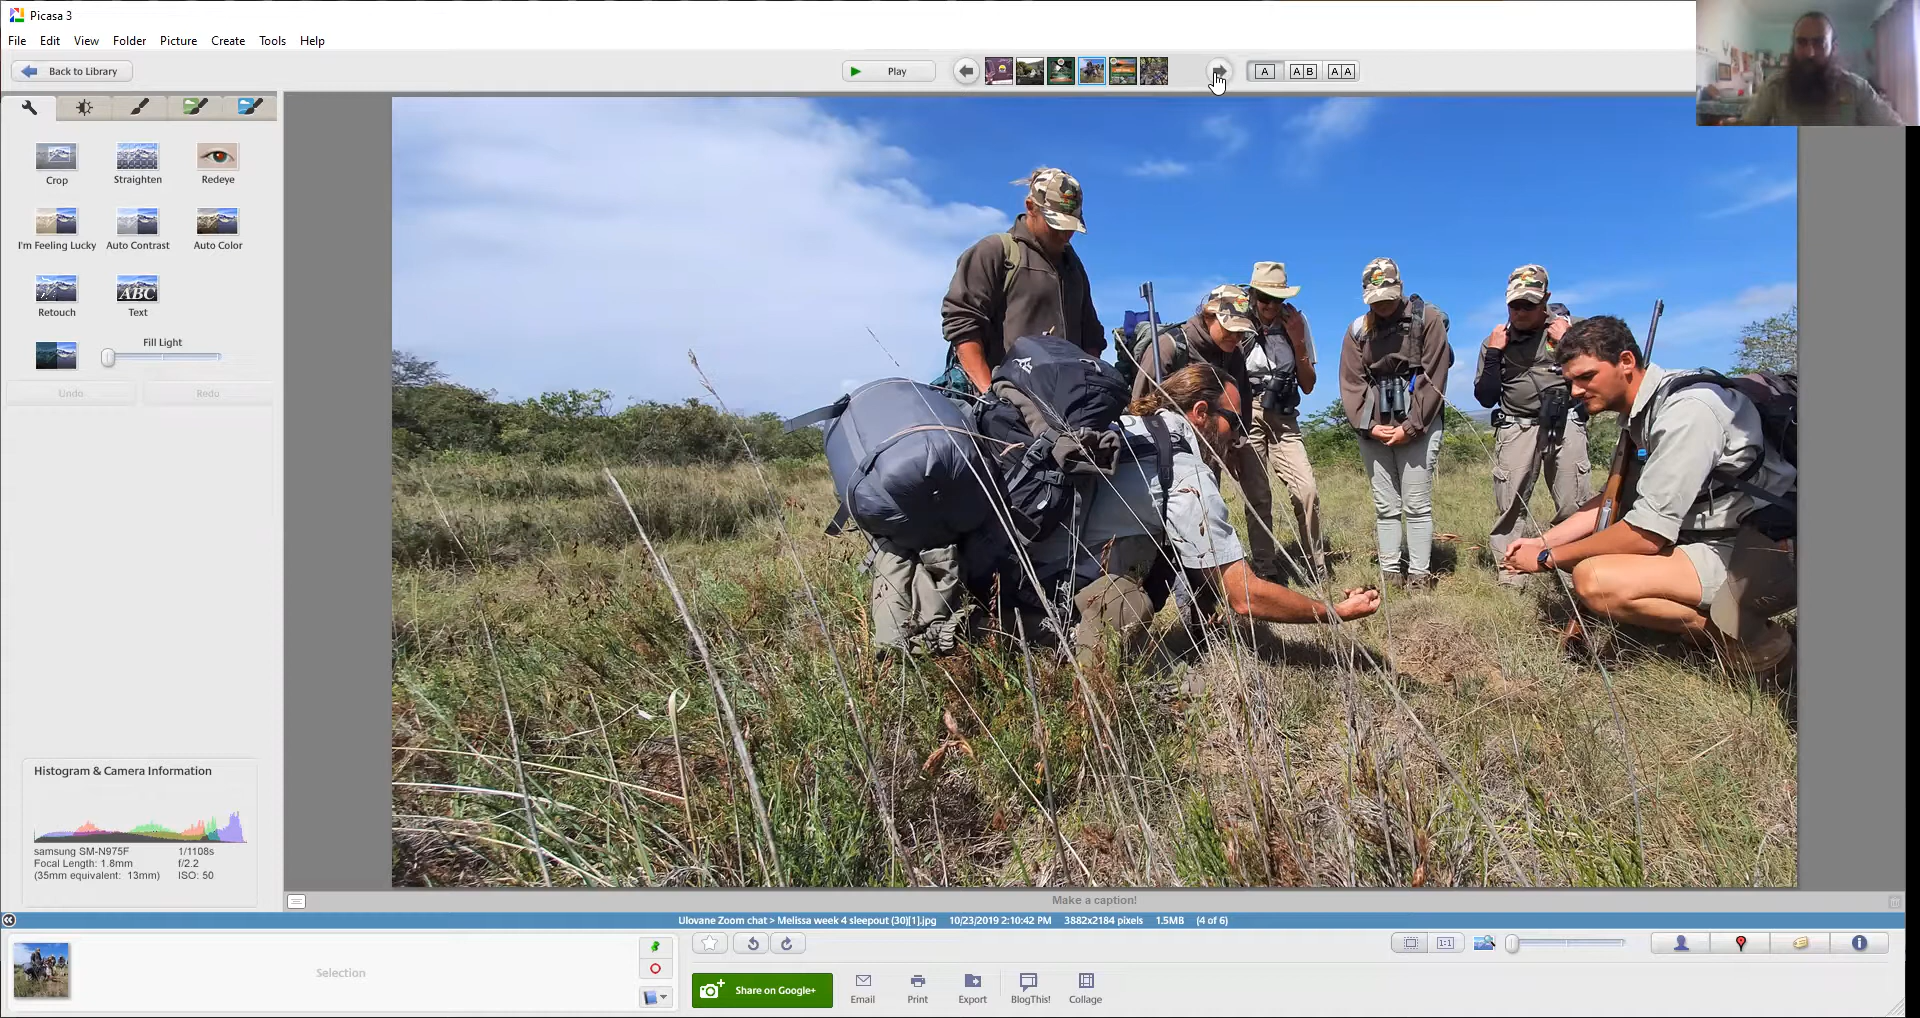 Picasa 3
File Edit View Folder Picture Create Tools Help
Back to Library
Play
A
A B
A A
Crop
Straighten
Redeye
I'm Feeling Lucky
Auto Contrast
Auto Color
Retouch
ABC
Text
Fill Light
Undo
Redo
Histogram & Camera Information
samsung SM-N975F 1/1108s
Focal Length: 1.8mm f/2.2
(35mm equivalent: 13mm) ISO: 50
Make a caption!
Ulovane Zoom chat > Melissa week 4 sleepout (30)[1].jpg 10/23/2019 2:10:42 PM 3882x2184 pixels 1.5MB (4 of 6)
Selection
1:1
Share on Google+
Email
Print
Export
BlogThis!
Collage